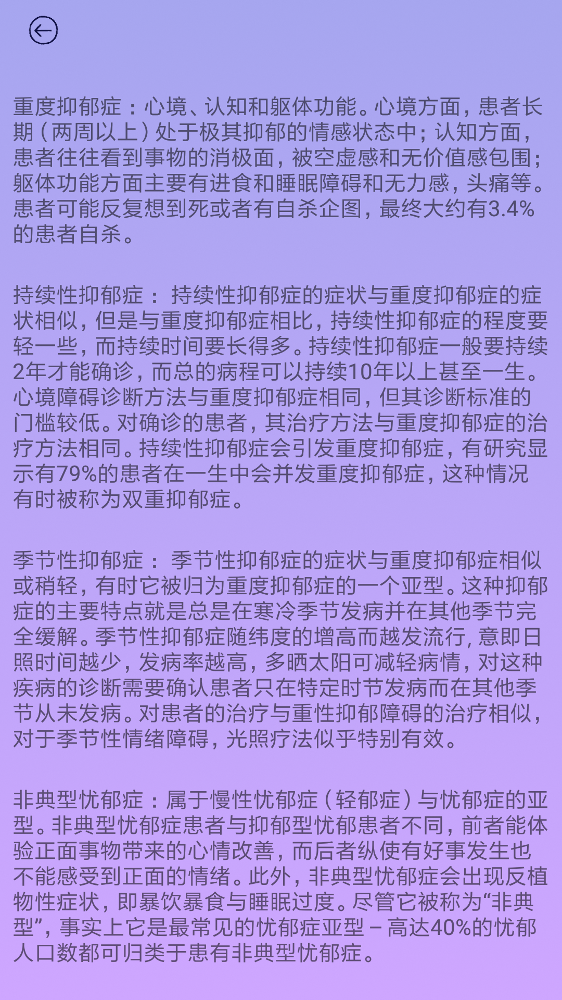 重度抑郁症：心境、认知和躯体功能。心境方面，患者长
期（两周以上）处于极其抑郁的情感状态中；认知方面，
患者往往看到事物的消极面，被空虚感和无价值感包围；
躯体功能方面主要有进食和睡眠障碍和无力感，头痛等。
患者可能反复想到死或者有自杀企图，最终大约有3.4%
的患者自杀。
持续性抑郁症： 持续性抑郁症的症状与重度抑郁症的症
状相似，但是与重度抑郁症相比，持续性抑郁症的程度要
轻一些，而持续时间要长得多。持续性抑郁症一般要持续
2年才能确诊，而总的病程可以持续10年以上甚至一生。
心境障碍诊断方法与重度抑郁症相同，但其诊断标准的
门槛较低。对确诊的患者，其治疗方法与重度抑郁症的治
疗方法相同。持续性抑郁症会引发重度抑郁症，有研究显
示有79%的患者在一生中会并发重度抑郁症，这种情况
有时被称为双重抑郁症。
季节性抑郁症： 季节性抑郁症的症状与重度抑郁症相似
或稍轻，有时它被归为重度抑郁症的一个亚型。这种抑郁
症的主要特点就是总是在寒冷季节发病并在其他季节完
全缓解。季节性抑郁症随纬度的增高而越发流行, 意即日
照时间越少，发病率越高，多晒太阳可减轻病情，对这种
疾病的诊断需要确认患者只在特定时节发病而在其他季
节从未发病。对患者的治疗与重性抑郁障碍的治疗相似，
对于季节性情绪障碍，光照疗法似乎特别有效。
非典型忧郁症：属于慢性忧郁症（轻郁症）与忧郁症的亚
型。非典型忧郁症患者与抑郁型忧郁患者不同，前者能体
验正面事物带来的心情改善，而后者纵使有好事发生也
不能感受到正面的情绪。此外，非典型忧郁症会出现反植
物性症状，即暴饮暴食与睡眠过度。尽管它被称为“非典
型”，事实上它是最常见的忧郁症亚型 – 高达40%的忧郁
人口数都可归类于患有非典型忧郁症。